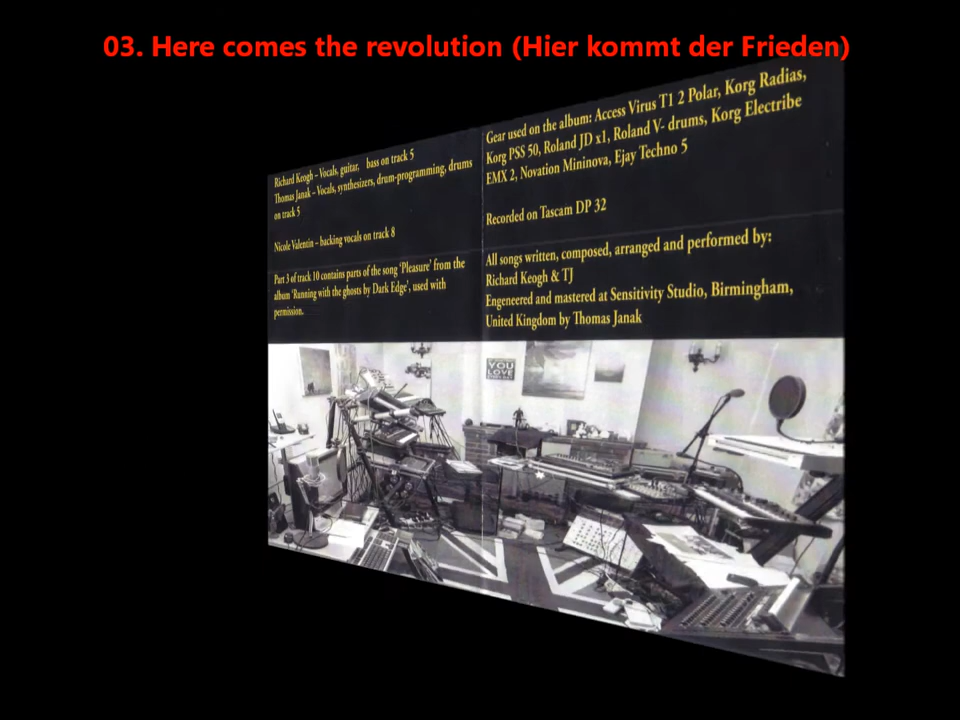 03. Here comes the revolution (Hier kommt der Frieden)
Richard Keogh – Vocals, guitar, bass on track 5
Thomas Janak – Vocals, synthesizers, drum-programming, drums
on track 5
Nicole Valentin – backing vocals on track 8
Part 3 of track 10 contains parts of the song ‘Pleasure’ from the
album ‘Running with the ghosts by Dark Edge’, used with
permission.
Gear used on the album: Access Virus T1 2 Polar, Korg Radias,
Korg PSS 50, Roland JD x1, Roland V- drums, Korg Electribe
EMX 2, Novation Mininova, Ejay Techno 5
Recorded on Tascam DP 32
All songs written, composed, arranged and performed by:
Richard Keogh & TJ
Engeneered and mastered at Sensitivity Studio, Birmingham,
United Kingdom by Thomas Janak
YOU
LOVE